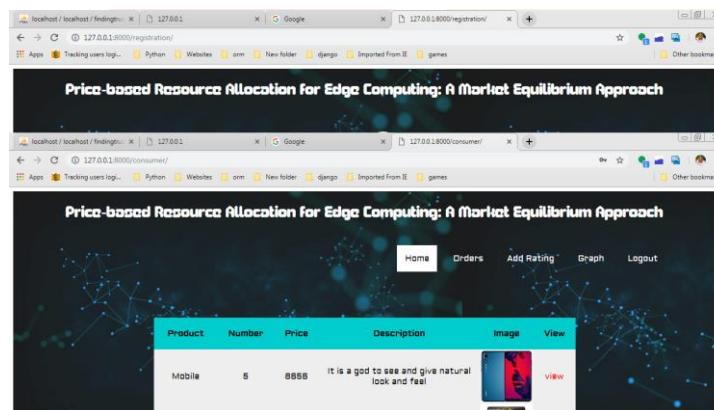 localhost / localhost / findingtru
127.0.0.1
Google
127.0.0.1:8000/registration/
127.0.0.1:8000/registration/
Apps Tracking users logi... Python Websites orm New folder django Imported From IE games Other bookma
Price-based Resource Allocation for Edge Computing: A Market Equilibrium Approach
localhost / localhost / findingtru
127.0.0.1
Google
127.0.0.1:8000/consumer/
127.0.0.1:8000/consumer/
Apps Tracking users logi... Python Websites orm New folder django Imported From IE games Other bookma
Price-based Resource Allocation for Edge Computing: A Market Equilibrium Approach
Home Orders Add Rating Graph Logout
Product Number Price Description Image View
Mobile 5 8656 It is a god to see and give natural
look and feel
view